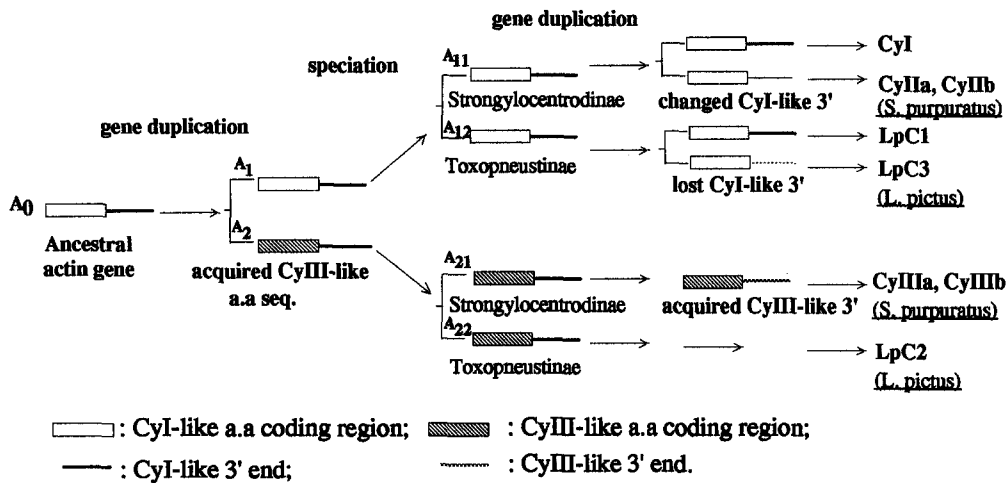 gene duplication
CyI
A11
speciation
CyIIa, CyIIb
Strongylocentrodinae
changed CyI-like 3'
(S. purpuratus)
gene duplication
A12
LpC1
A1
Toxopneustinae
LpC3
lost CyI-like 3'
(L. pictus)
A0
A2
Ancestral
actin gene
acquired CyIII-like
a.a seq.
A21
CyIIIa, CyIIIb
Strongylocentrodinae
acquired CyIII-like 3'
(S. purpuratus)
A22
LpC2
Toxopneustinae
(L. pictus)
: CyI-like a.a coding region;
: CyIII-like a.a coding region;
: CyI-like 3' end;
: CyIII-like 3' end.